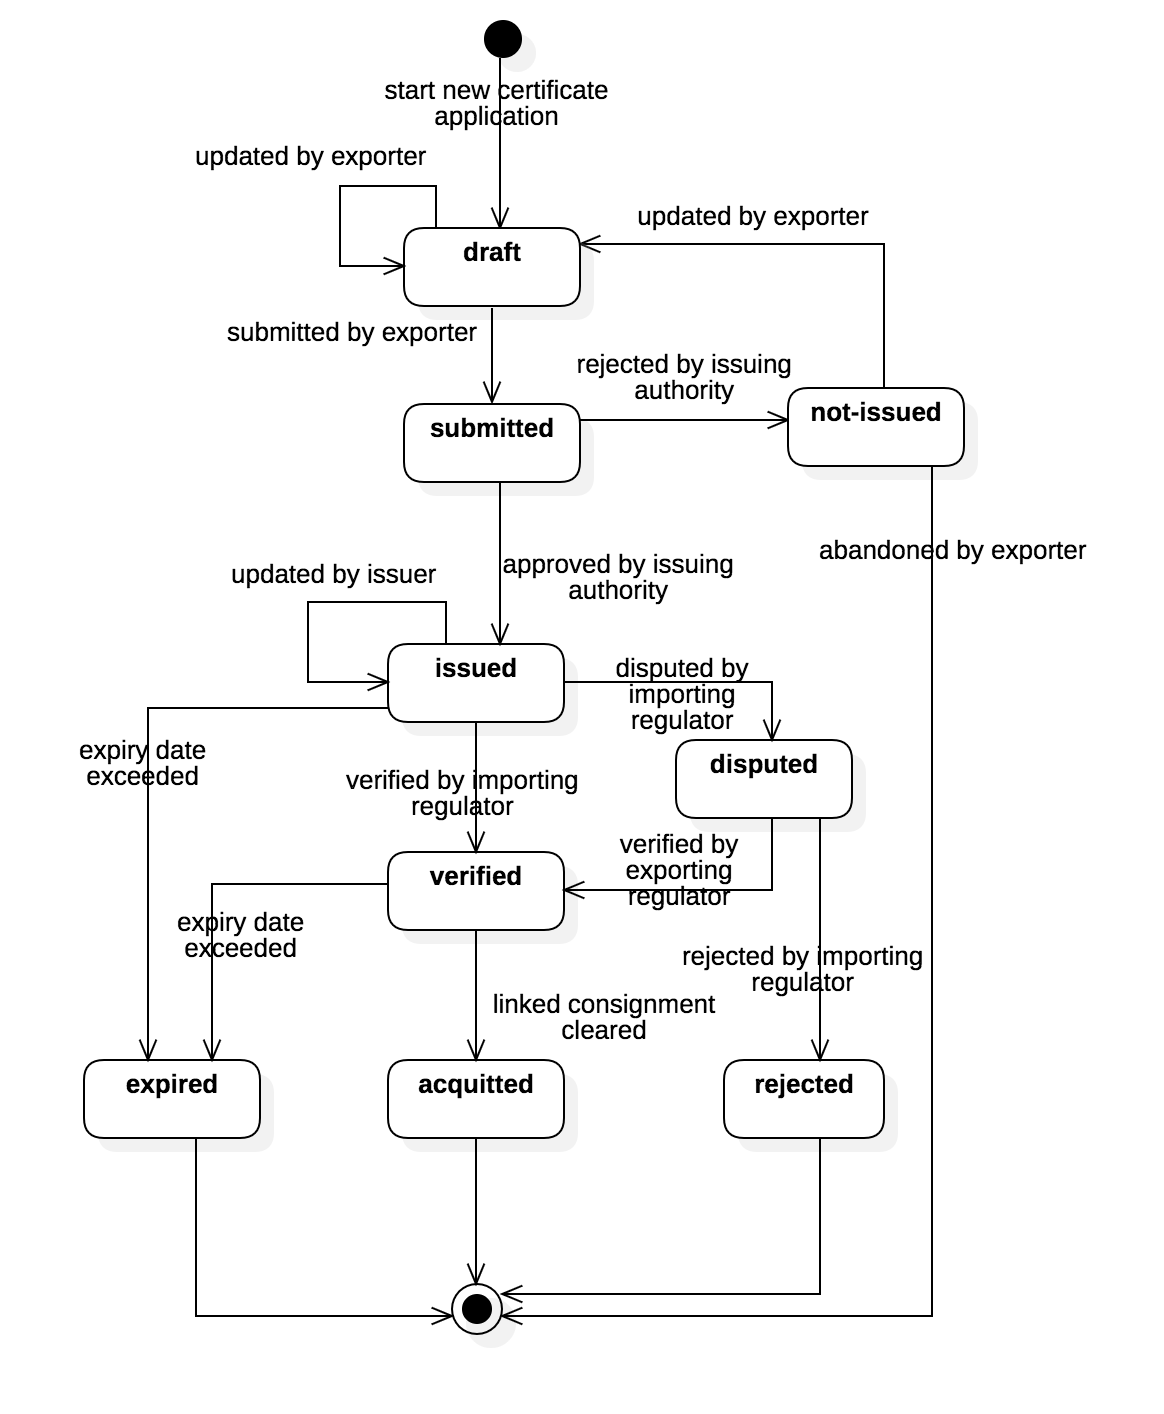 start new certificate
application
updated by exporter
updated by exporter
draft
submitted by exporter
rejected by issuing
authority
not-issued
submitted
abandoned by exporter
approved by issuing
authority
updated by issuer
issued
disputed by
importing
regulator
expiry date
exceeded
disputed
verified by importing
regulator
verified by
exporting
regulator
verified
expiry date
exceeded
rejected by importing
regulator
linked consignment
cleared
expired
acquitted
rejected